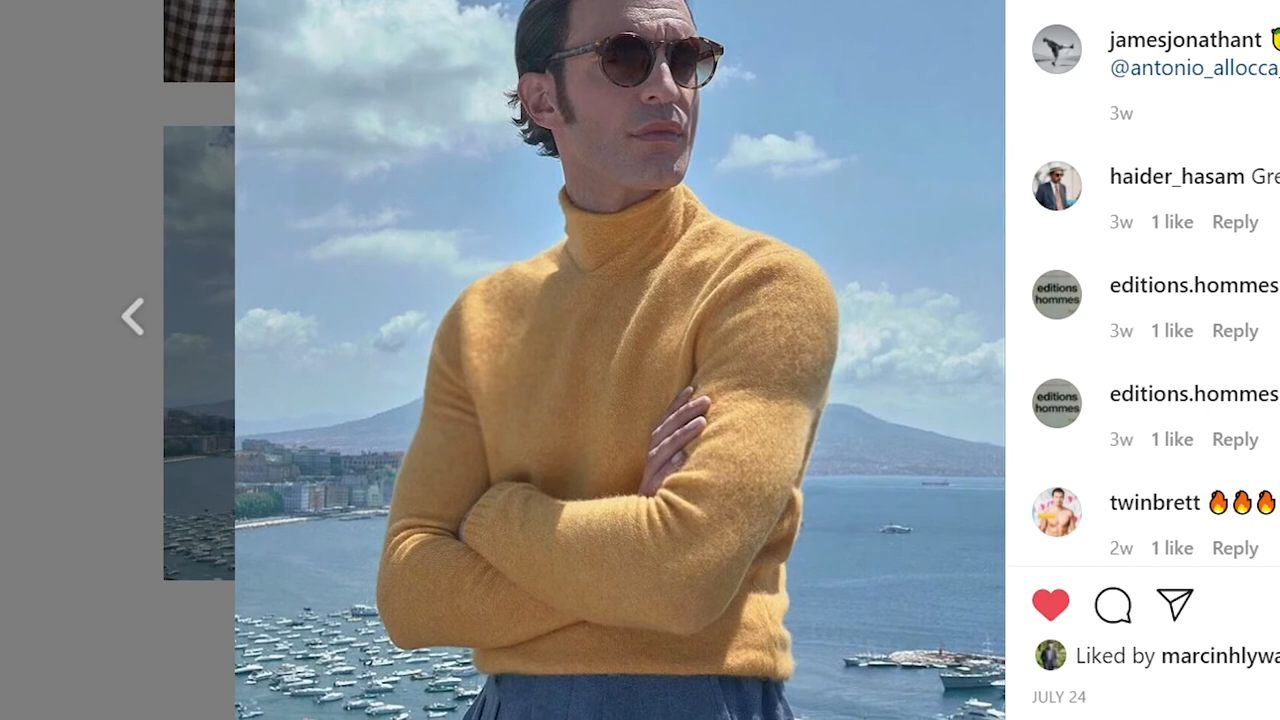 jamesjonathant
@antonio_allocca_
3w
haider_hasam Gre
3w 1 like Reply
editions
hommes
editions.hommes
3w 1 like Reply
editions
hommes
editions.hommes
3w 1 like Reply
twinbrett 🔥🔥🔥
2w 1 like Reply
Liked by marcinhlywa
JULY 24